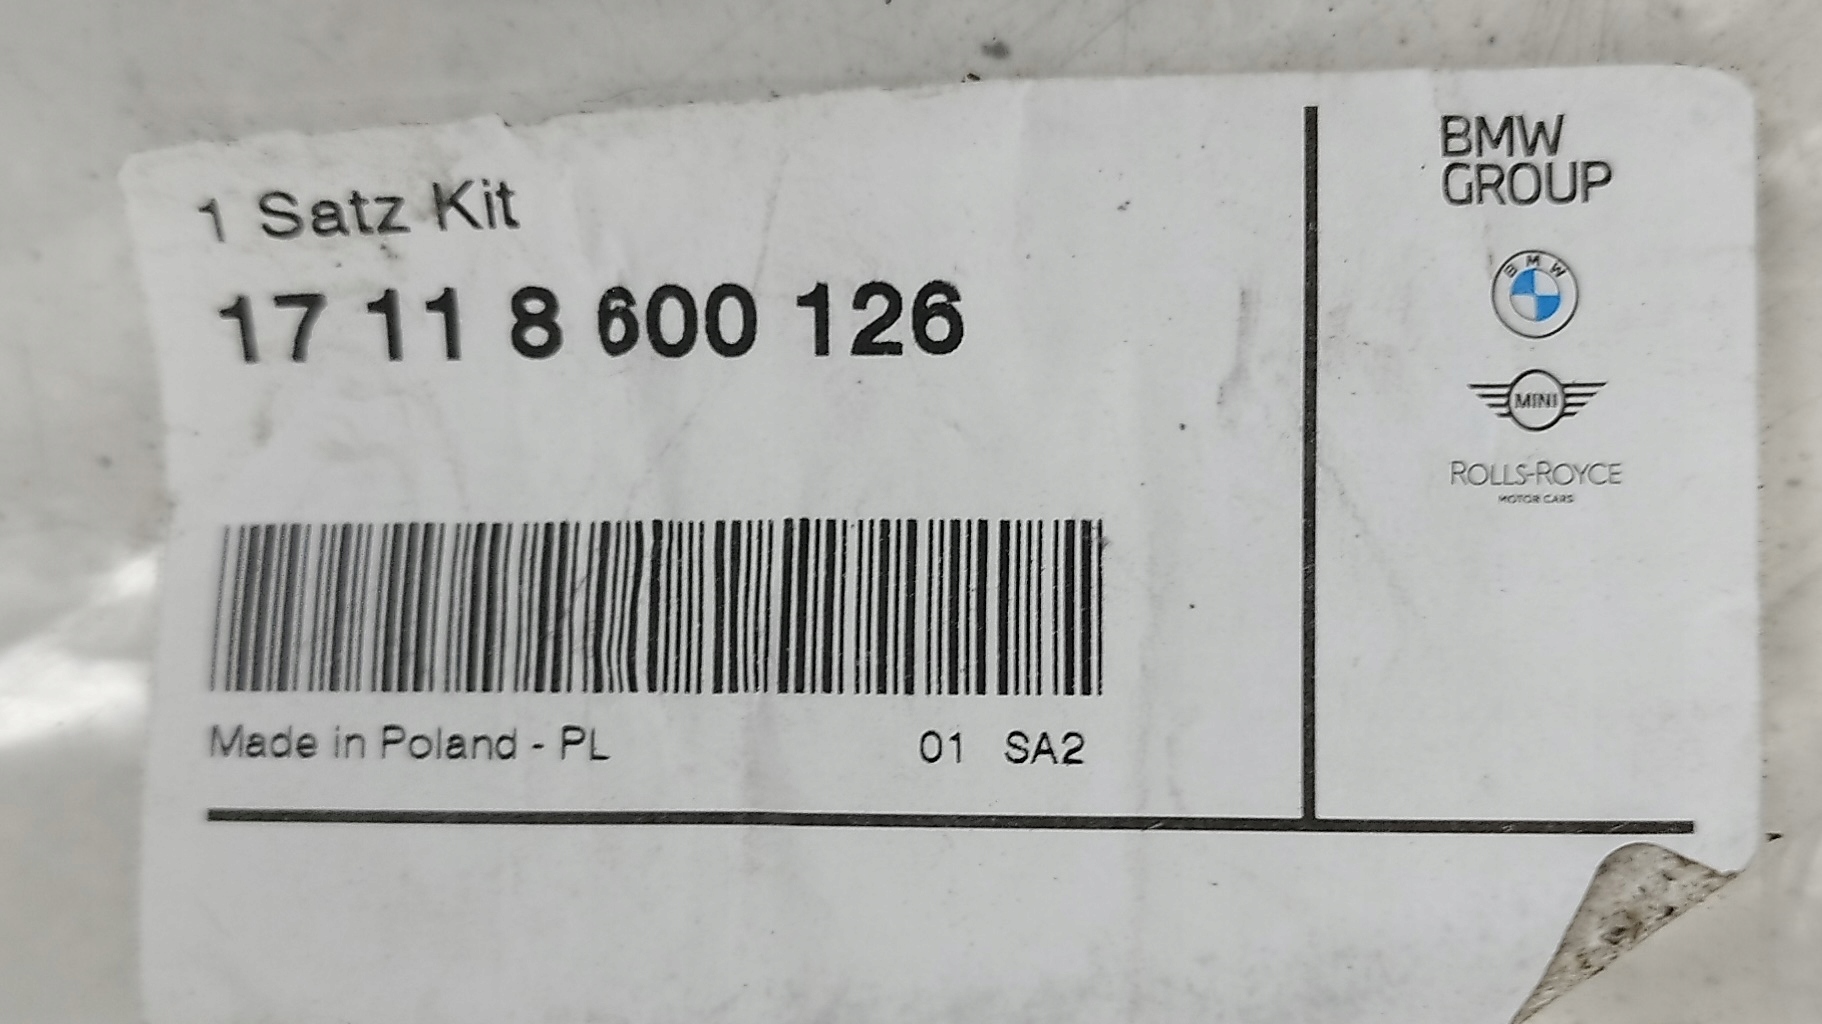 1 Satz Kit
17 11 8 600 126
Made in Poland - PL
01 SA2
BMW
GROUP
BMW
MINI
ROLLS-ROYCE
MOTOR CARS